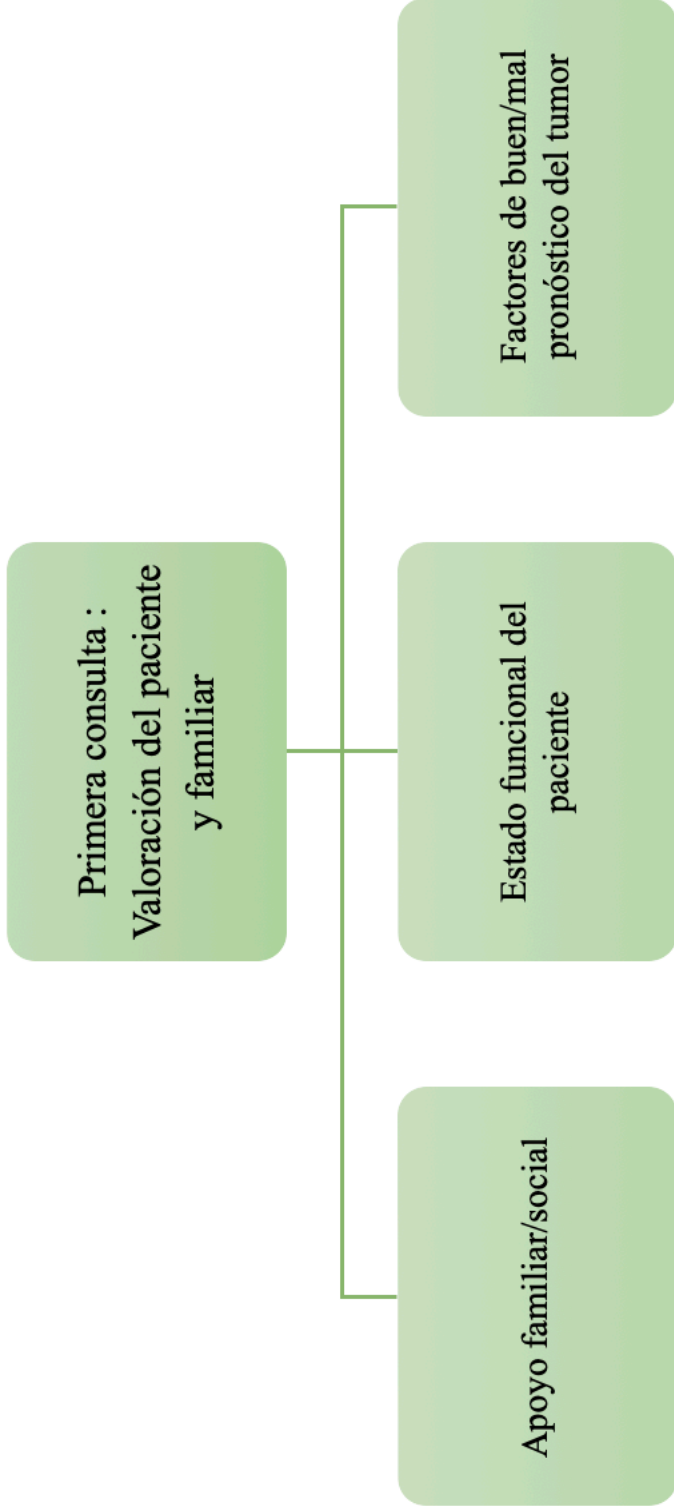 Primera consulta :
Valoración del paciente
y familiar
Apoyo familiar/social
Estado funcional del
paciente
Factores de buen/mal
pronóstico del tumor